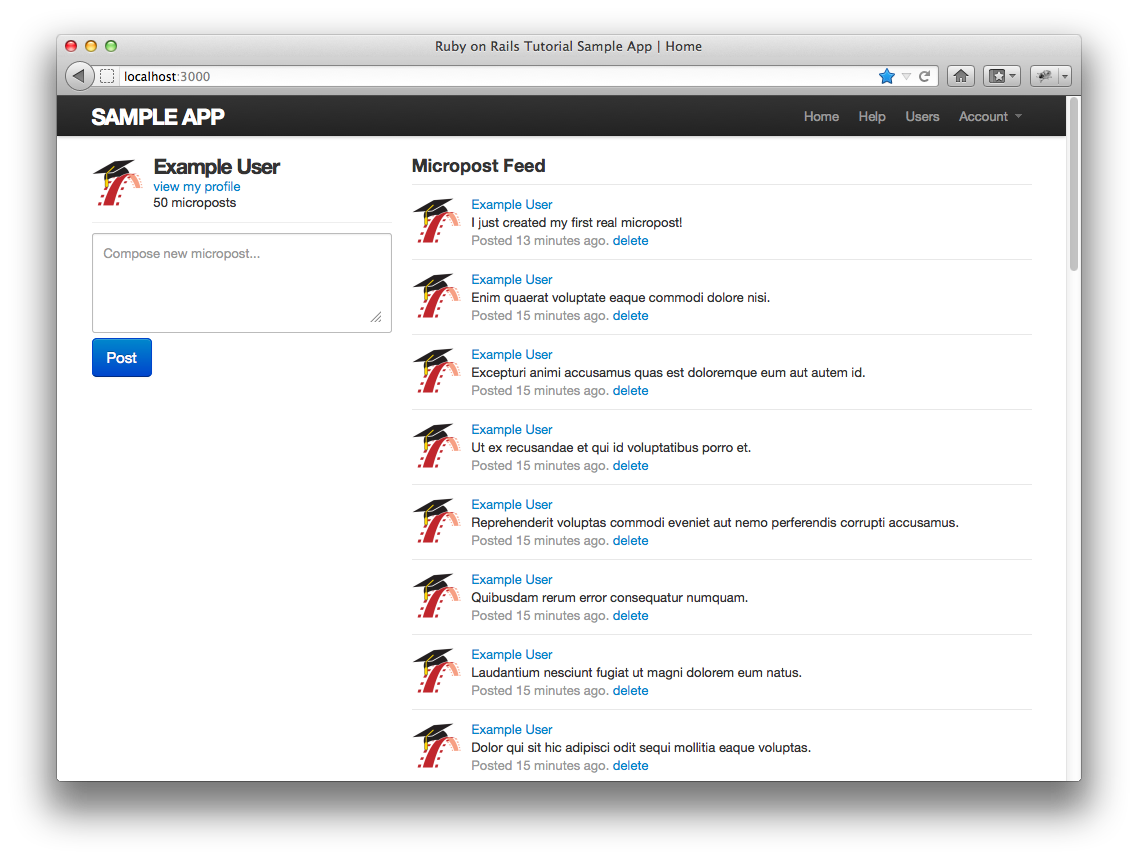 Ruby on Rails Tutorial Sample App | Home
localhost:3000
SAMPLE APP
Home Help Users Account
Example User
view my profile
50 microposts
Compose new micropost...
Post
Micropost Feed
Example User
I just created my first real micropost!
Posted 13 minutes ago. delete
Example User
Enim quaerat voluptate eaque commodi dolore nisi.
Posted 15 minutes ago. delete
Example User
Excepturi animi accusamus quas est doloremque eum aut autem id.
Posted 15 minutes ago. delete
Example User
Ut ex recusandae et qui id voluptatibus porro et.
Posted 15 minutes ago. delete
Example User
Reprehenderit voluptas commodi eveniet aut nemo perferendis corrupti accusamus.
Posted 15 minutes ago. delete
Example User
Quibusdam rerum error consequatur numquam.
Posted 15 minutes ago. delete
Example User
Laudantium nesciunt fugiat ut magni dolorem eum natus.
Posted 15 minutes ago. delete
Example User
Dolor qui sit hic adipisci odit sequi mollitia eaque voluptas.
Posted 15 minutes ago. delete